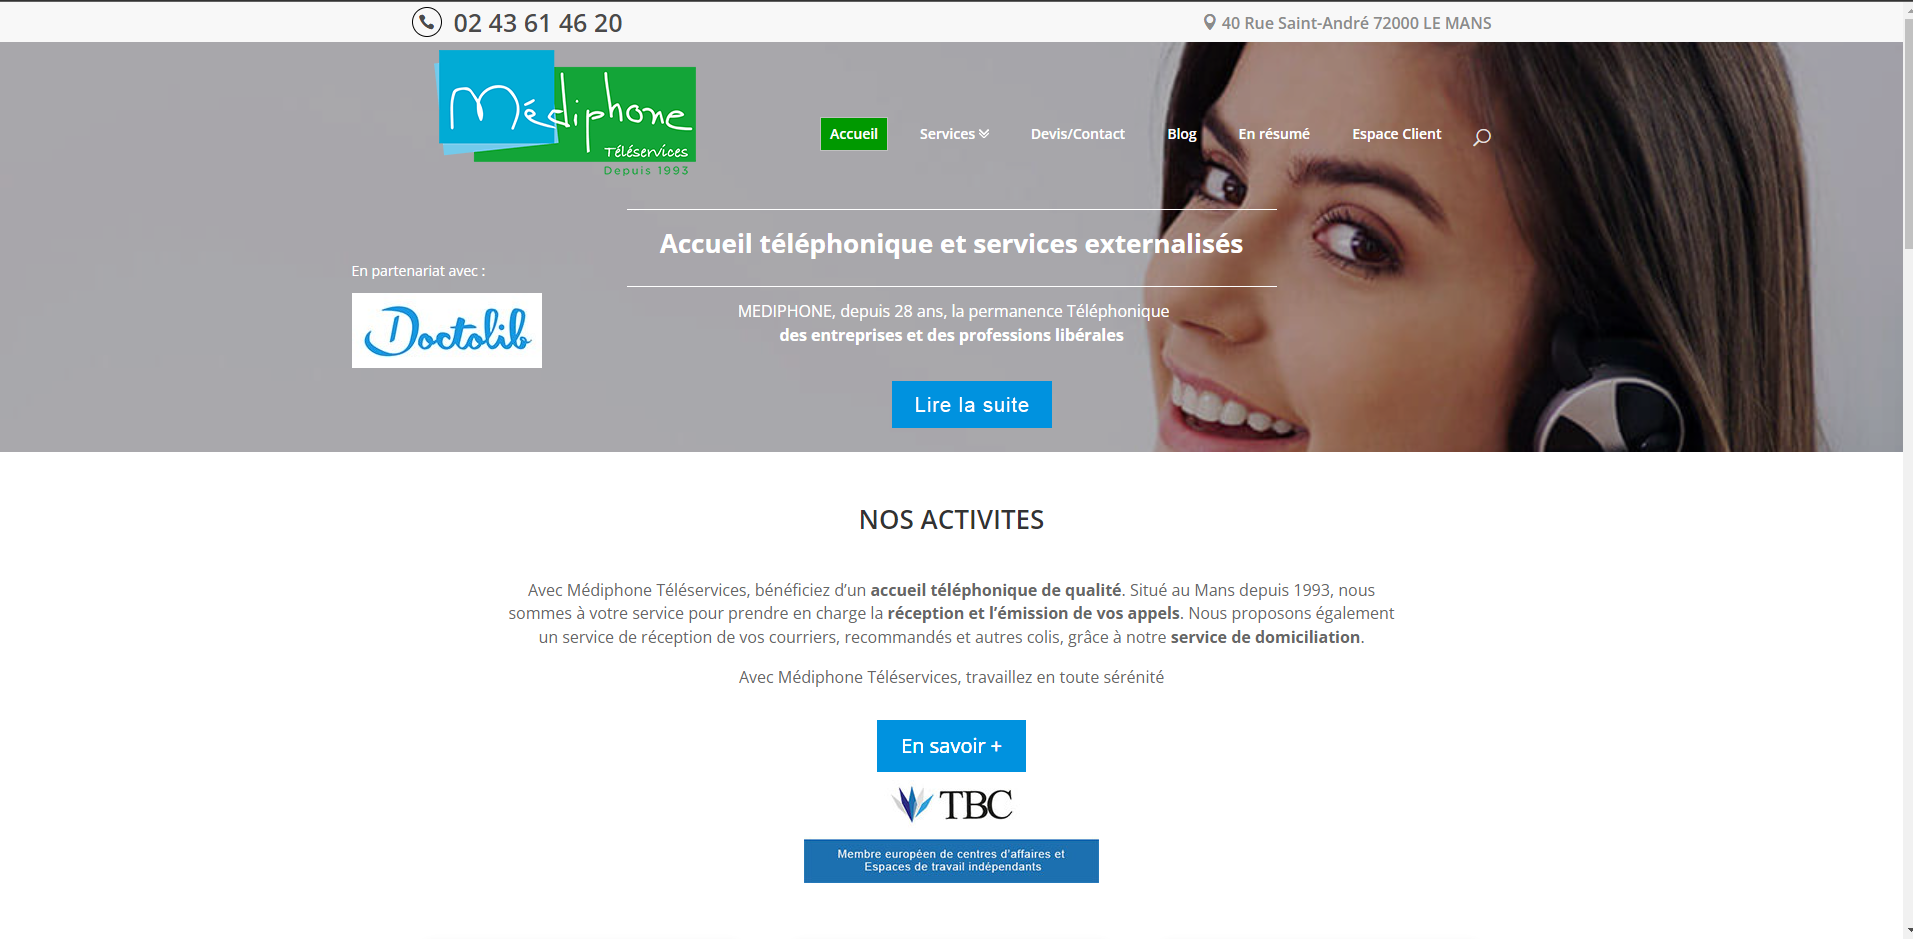 02 43 61 46 20
40 Rue Saint-André 72000 LE MANS
Médiphone
Téléservices
Depuis 1993
Accueil
Services
Devis/Contact
Blog
En résumé
Espace Client
Accueil téléphonique et services externalisés
En partenariat avec :
Doctolib
MEDIPHONE, depuis 28 ans, la permanence Téléphonique
des entreprises et des professions libérales
Lire la suite
NOS ACTIVITES
Avec Médiphone Téléservices, bénéficiez d’un accueil téléphonique de qualité. Situé au Mans depuis 1993, nous
sommes à votre service pour prendre en charge la réception et l’émission de vos appels. Nous proposons également
un service de réception de vos courriers, recommandés et autres colis, grâce à notre service de domiciliation.
Avec Médiphone Téléservices, travaillez en toute sérénité
En savoir +
TBC
Membre européen de centres d'affaires et
Espaces de travail indépendants